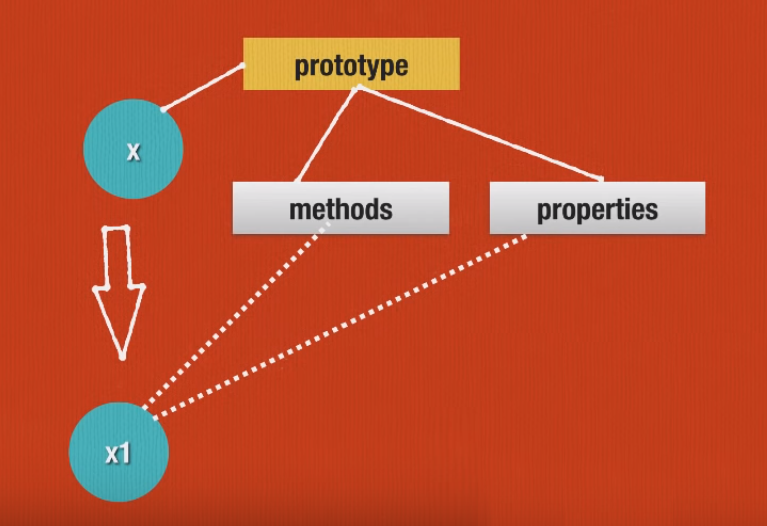 prototype
x
methods
properties
x1